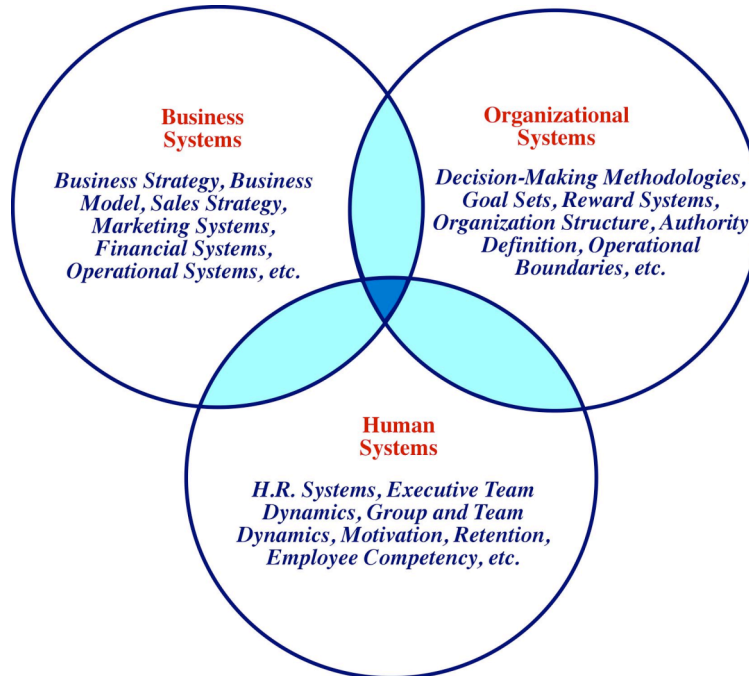 Business
Systems
Business Strategy, Business
Model, Sales Strategy,
Marketing Systems,
Financial Systems,
Operational Systems, etc.
Organizational
Systems
Decision-Making Methodologies,
Goal Sets, Reward Systems,
Organization Structure, Authority
Definition, Operational
Boundaries, etc.
Human
Systems
H.R. Systems, Executive Team
Dynamics, Group and Team
Dynamics, Motivation, Retention,
Employee Competency, etc.